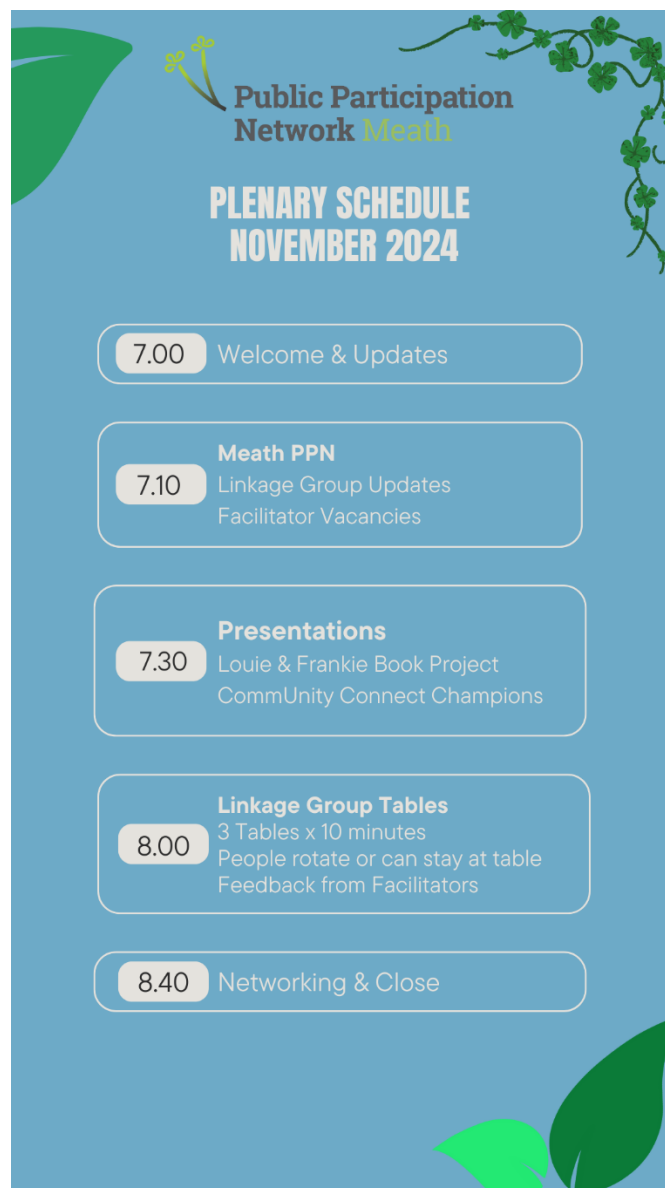 Public Participation
Network Meath
PLENARY SCHEDULE
NOVEMBER 2024
7.00 Welcome & Updates
Meath PPN
7.10 Linkage Group Updates
Facilitator Vacancies
Presentations
7.30 Louie & Frankie Book Project
CommUnity Connect Champions
Linkage Group Tables
3 Tables x 10 minutes
8.00 People rotate or can stay at table
Feedback from Facilitators
8.40 Networking & Close